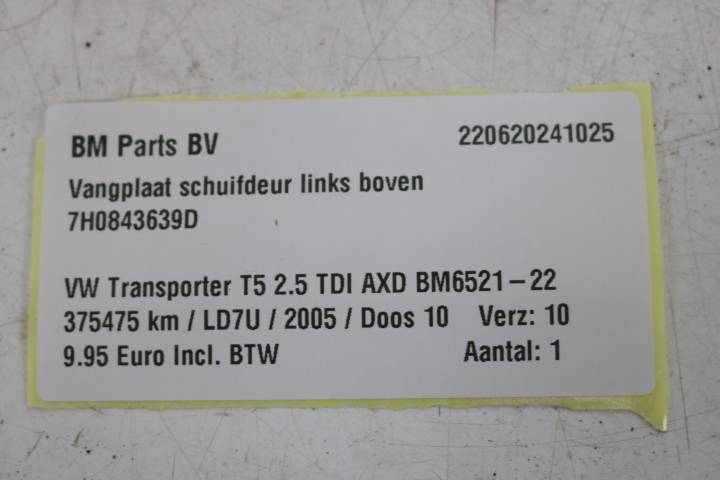 BM Parts BV 220620241025
Vangplaat schuifdeur links boven
7H0843639D
VW Transporter T5 2.5 TDI AXD BM6521-22
375475 km / LD7U / 2005 / Doos 10 Verz: 10
9.95 Euro Incl. BTW Aantal: 1